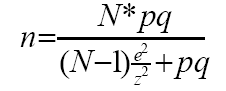 n = N*pq / ((N−1) e²/z² + pq)